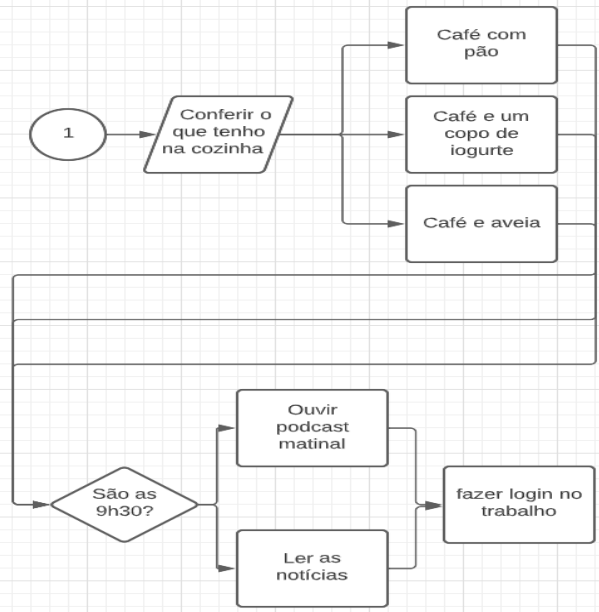 1
Conferir o
que tenho
na cozinha
Café com
pão
Café e um
copo de
iogurte
Café e aveia
São as
9h30?
Ouvir
podcast
matinal
Ler as
notícias
fazer login no
trabalho